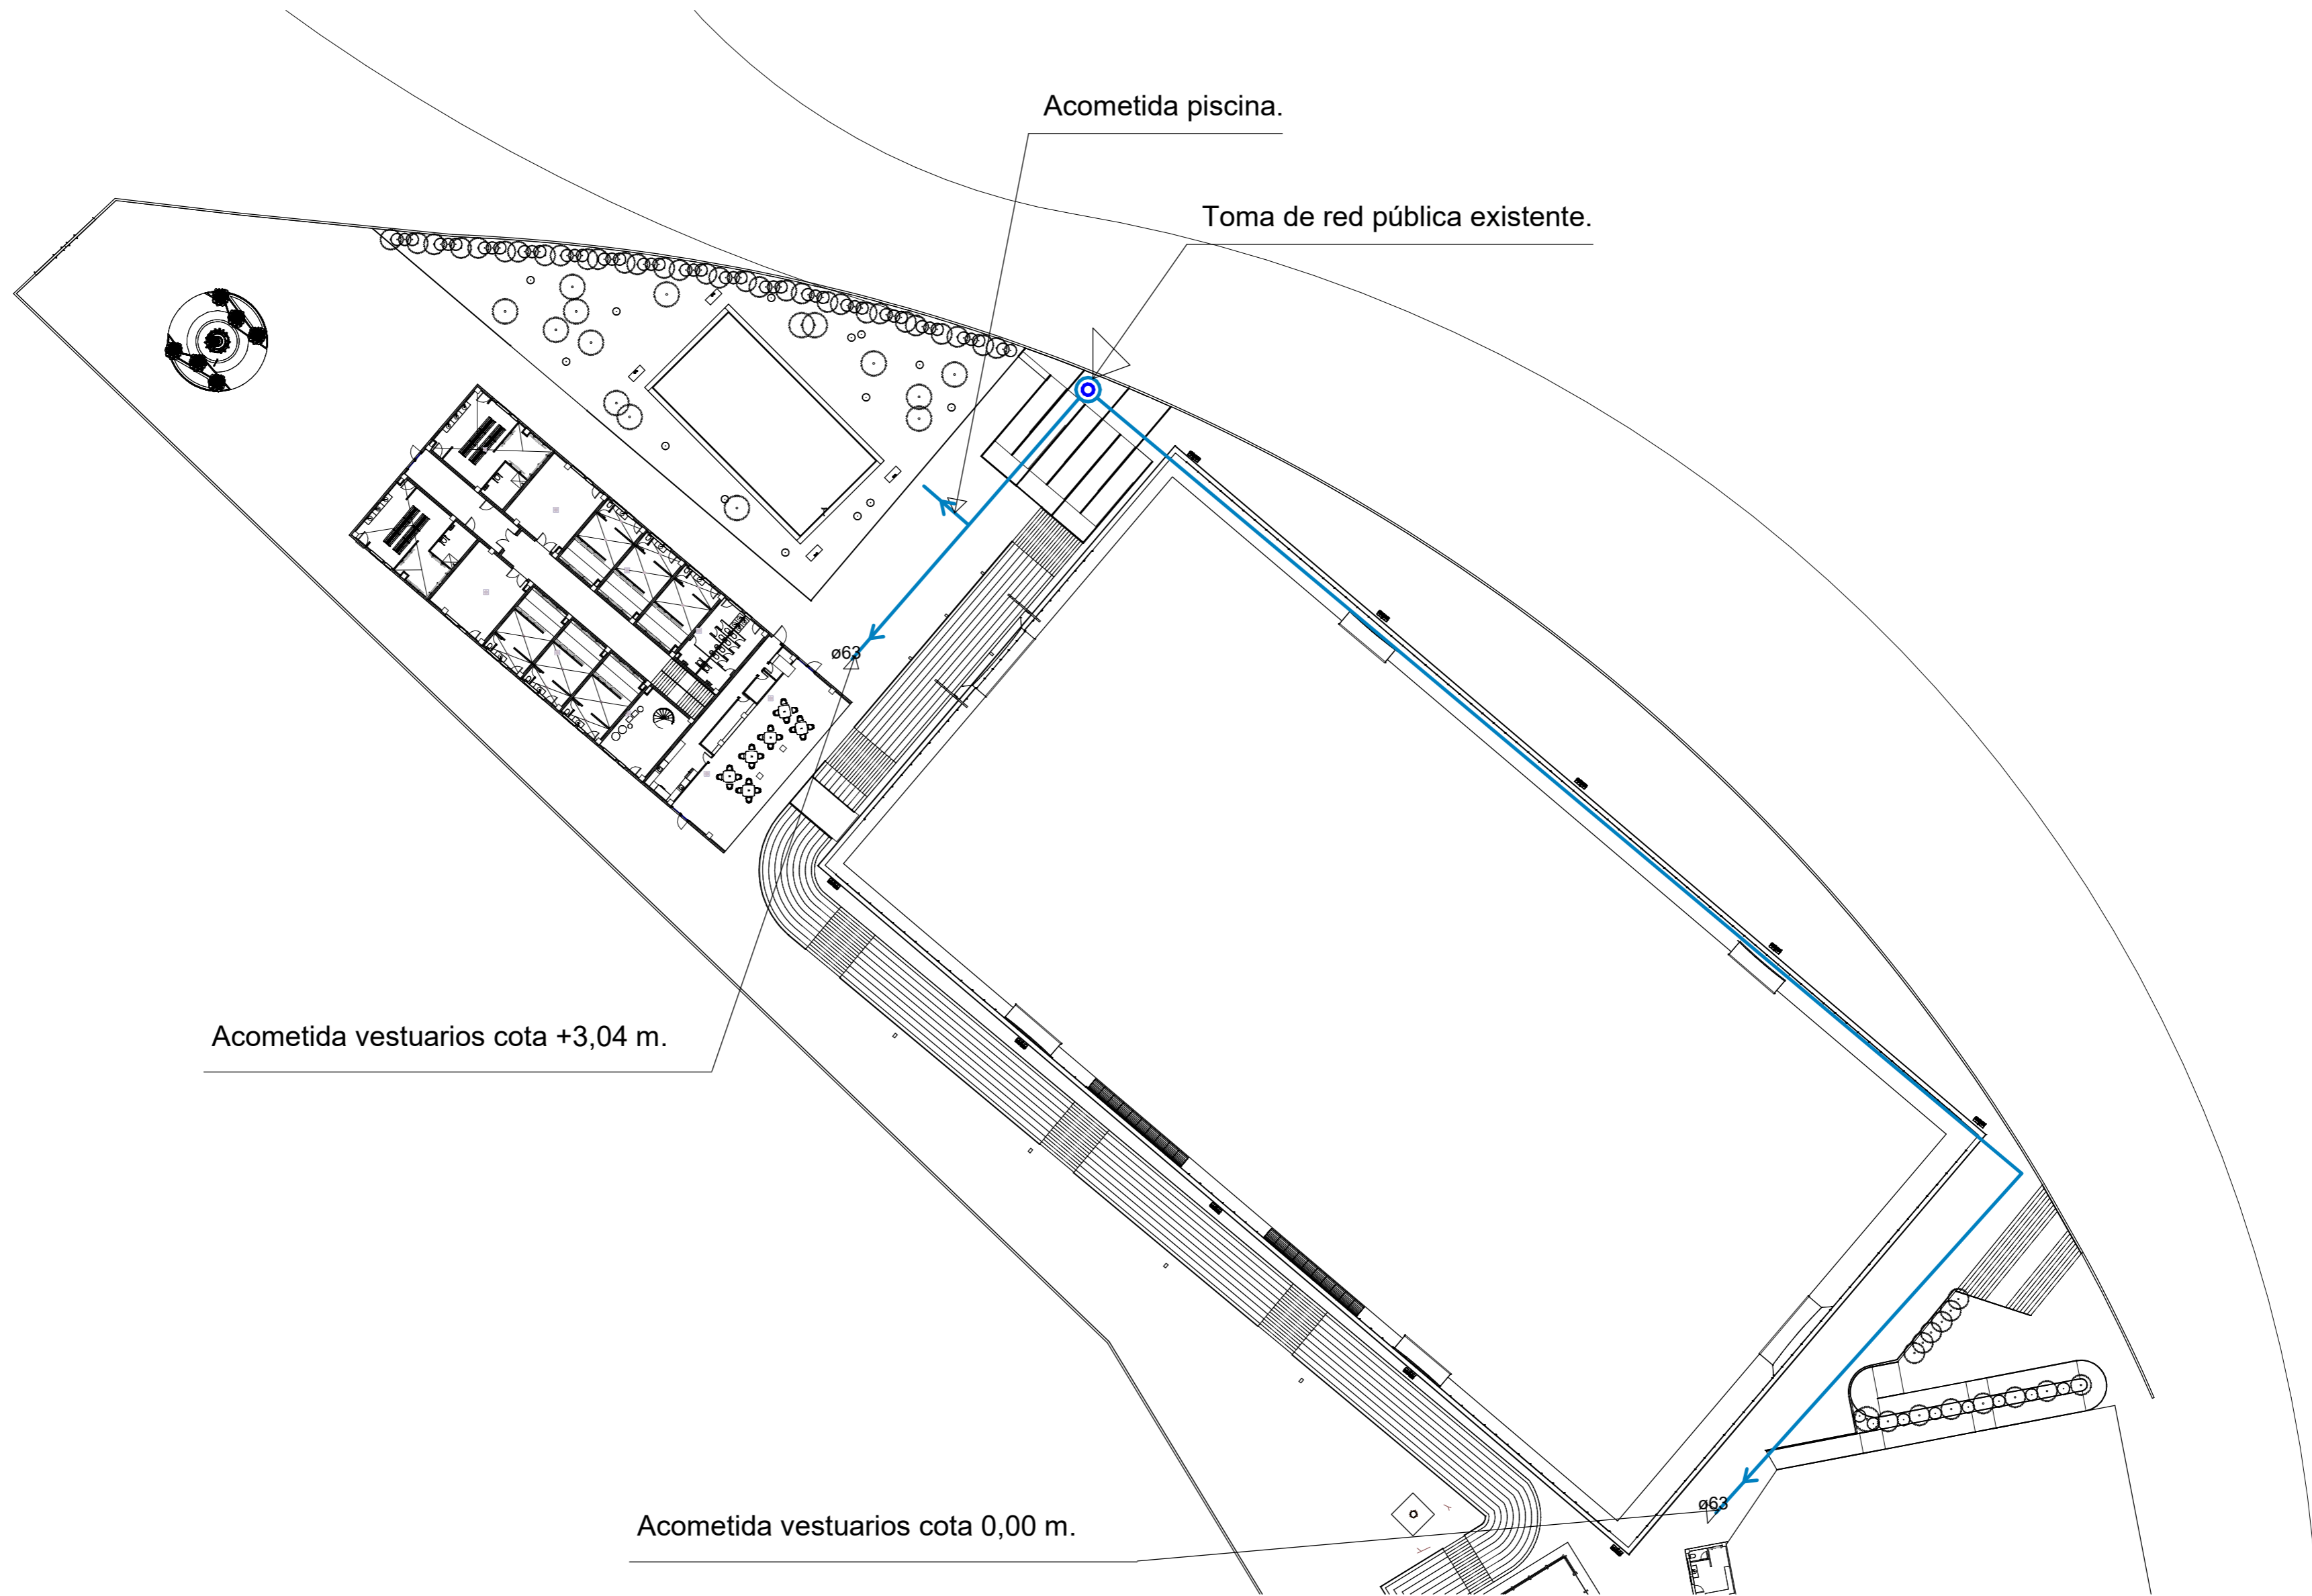 Acometida piscina.
Toma de red pública existente.
ø63
Acometida vestuarios cota +3,04 m.
ø63
Acometida vestuarios cota 0,00 m.